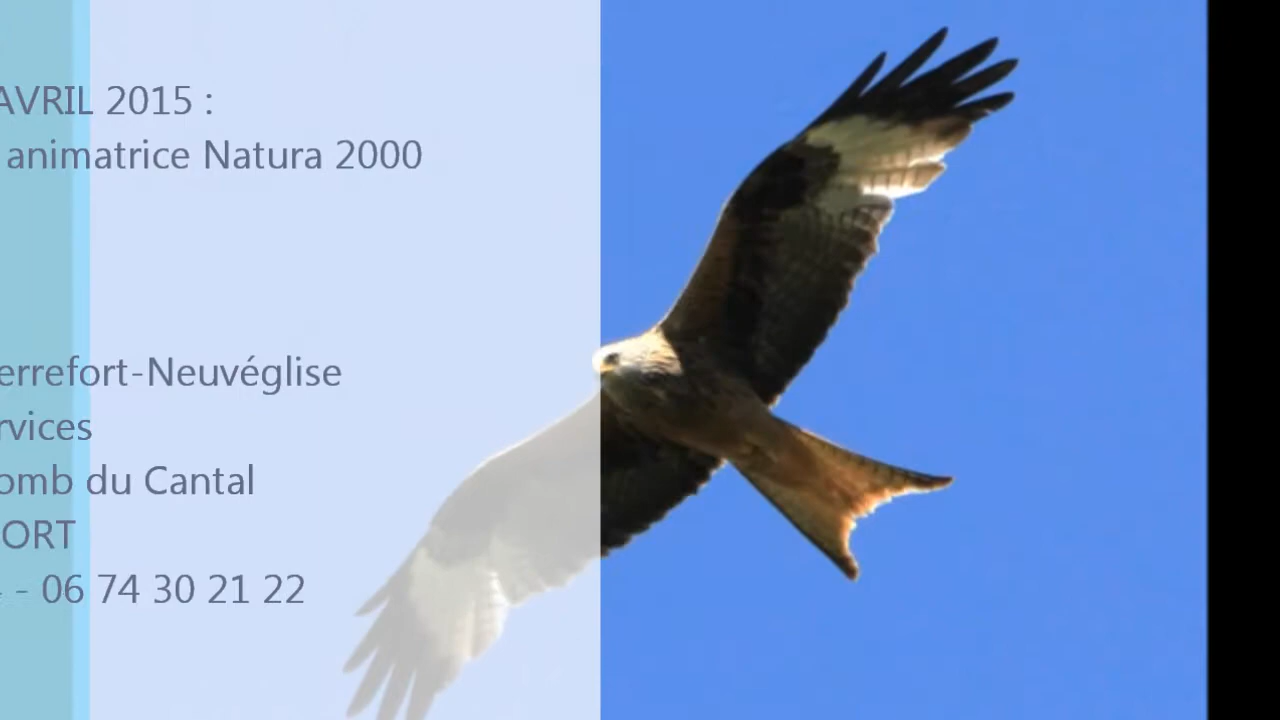 AVRIL 2015 :
animatrice Natura 2000
errefort-Neuvéglise
rvices
omb du Cantal
ORT
- 06 74 30 21 22